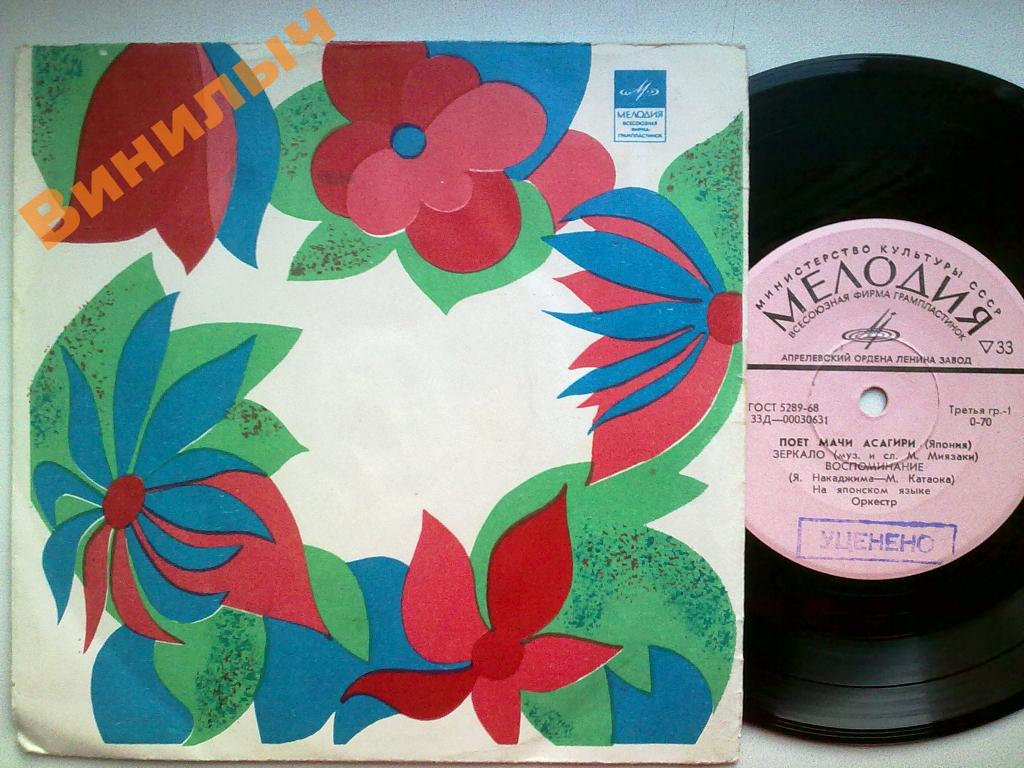 Винилыч
МЕЛОДИЯ
ВСЕСОЮЗНАЯ
ФИРМА
ГРАМПЛАСТИНОК
МИНИСТЕРСТВО КУЛЬТУРЫ СССР
МЕЛОДИЯ
ВСЕСОЮЗНАЯ ФИРМА ГРАМПЛАСТИНОК
▽33
АПРЕЛЕВСКИЙ ОРДЕНА ЛЕНИНА ЗАВОД
ГОСТ 5289-68 Третья гр.-1
33Д—00030631 0-70
ПОЕТ МАЧИ АСАГИРИ (Япония)
ЗЕРКАЛО (муз. и сл. М. Миязаки)
ВОСПОМИНАНИЕ
(Я. Накаджима—М. Катаока)
На японском языке
Оркестр
УЦЕНЕНО